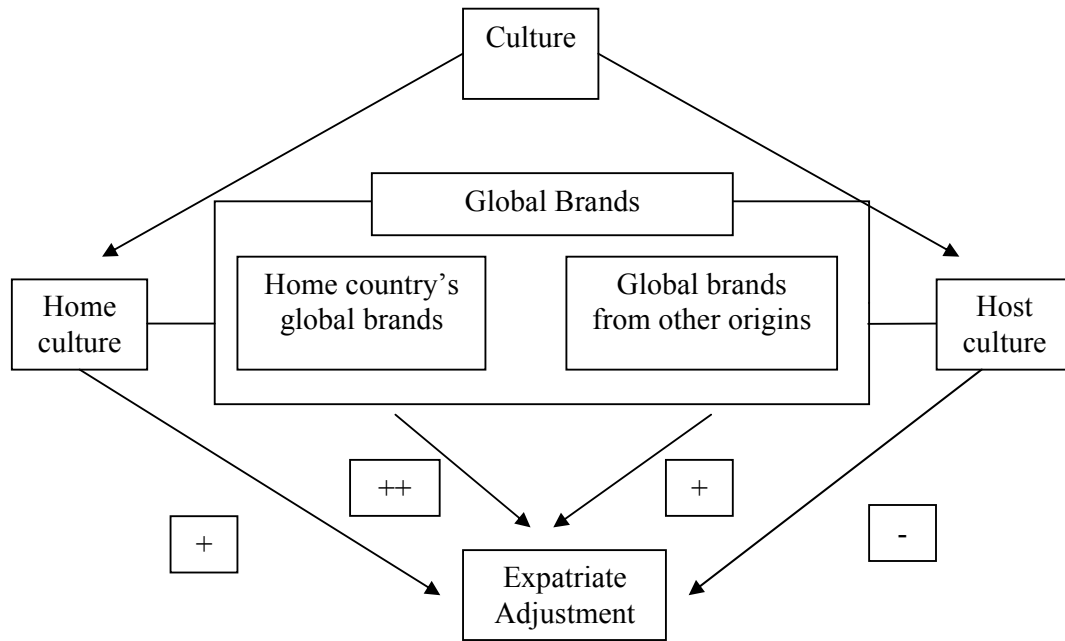 Culture
Global Brands
Home country’s
global brands
Global brands
from other origins
Home
culture
Host
culture
++
+
+
-
Expatriate
Adjustment